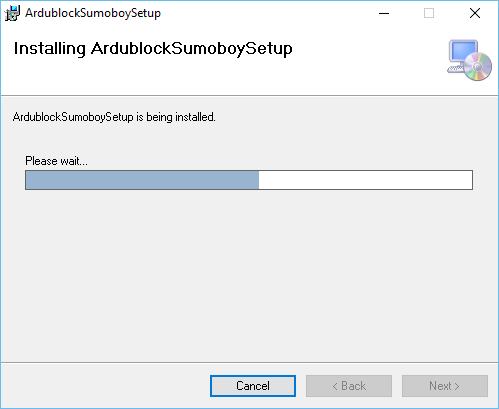 ArdublockSumoboySetup
Installing ArdublockSumoboySetup
ArdublockSumoboySetup is being installed.
Please wait...
Cancel
< Back
Next >